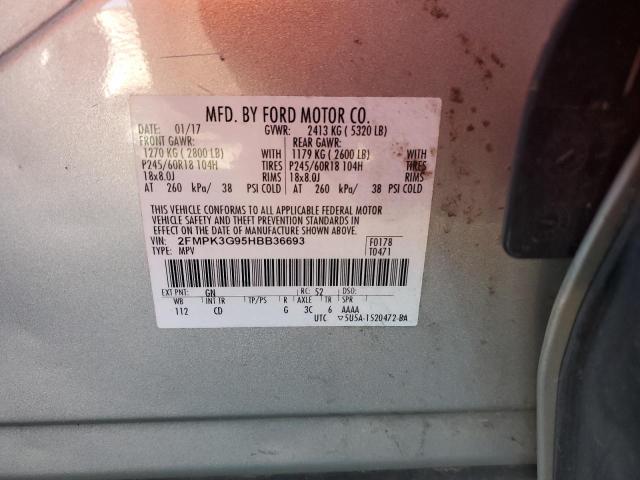 MFD. BY FORD MOTOR CO.
DATE: 01/17 GVWR: 2413 KG ( 5320 LB)
FRONT GAWR: REAR GAWR:
1270 KG ( 2800 LB) WITH 1179 KG ( 2600 LB) WITH
P245/60R18 104H TIRES P245/60R18 104H TIRES
18x8.0J RIMS 18x8.0J RIMS
AT 260 kPa/ 38 PSI COLD AT 260 kPa/ 38 PSI COLD
THIS VEHICLE CONFORMS TO ALL APPLICABLE FEDERAL MOTOR
VEHICLE SAFETY AND THEFT PREVENTION STANDARDS IN EFFECT ON
THE DATE OF MANUFACTURE SHOWN ABOVE.
VIN: 2FMPK3G95HBB36693 F0178
TYPE: MPV T0471
EXT PNT: GN RC: 52 DSO:
WB INT TR TP/PS R AXLE TR SPR
112 CD G 3C 6 AAAA
UTC ▽5U5A-1520472-BA